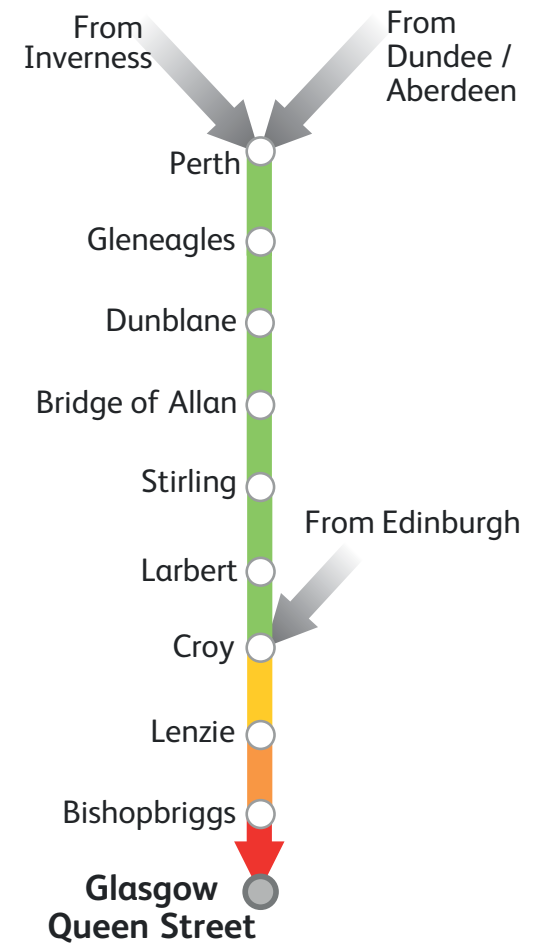 From
Inverness
From
Dundee /
Aberdeen
Perth
Gleneagles
Dunblane
Bridge of Allan
Stirling
From Edinburgh
Larbert
Croy
Lenzie
Bishopbriggs
Glasgow
Queen Street